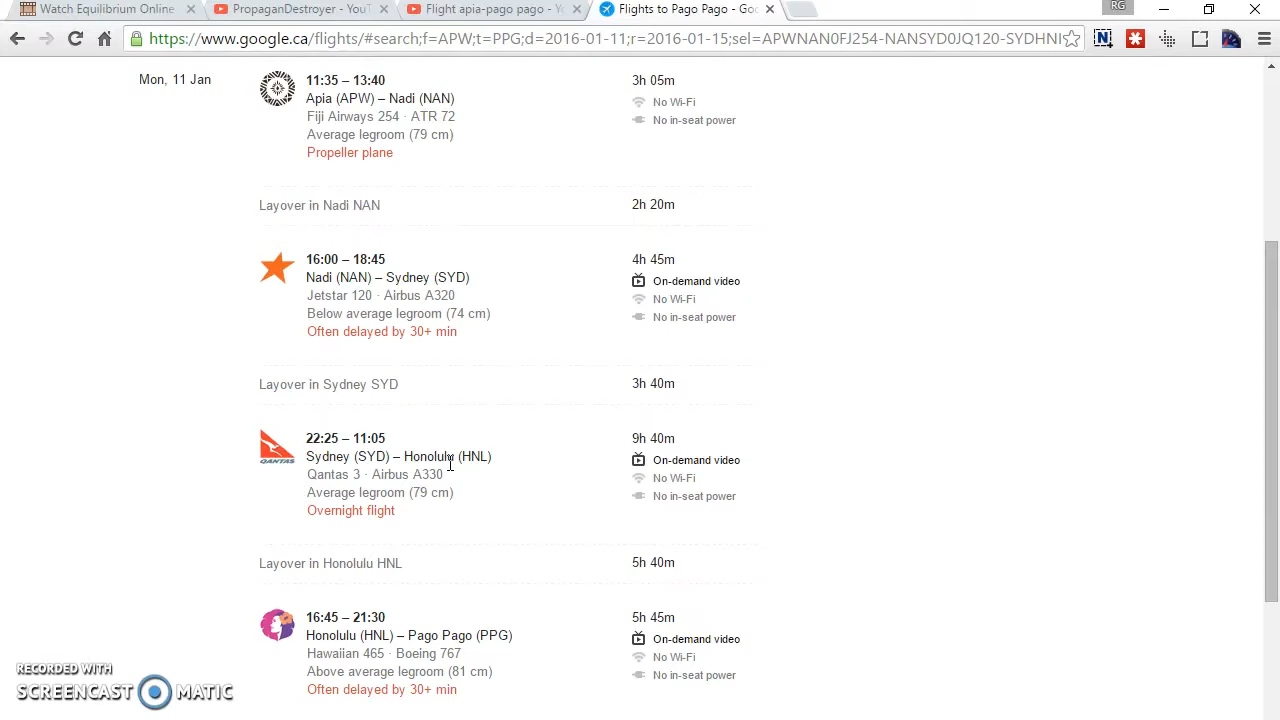 Watch Equilibrium Online
PropaganDestroyer - YouT
Flight apia-pago pago - Yo
Flights to Pago Pago - Goo
RG
https://www.google.ca/flights/#search;f=APW;t=PPG;d=2016-01-11;r=2016-01-15;sel=APWNAN0FJ254-NANSYD0JQ120-SYDHNL
Mon, 11 Jan
11:35 – 13:40
3h 05m
Apia (APW) – Nadi (NAN)
No Wi-Fi
Fiji Airways 254 · ATR 72
No in-seat power
Average legroom (79 cm)
Propeller plane
Layover in Nadi NAN
2h 20m
16:00 – 18:45
4h 45m
Nadi (NAN) – Sydney (SYD)
On-demand video
Jetstar 120 · Airbus A320
No Wi-Fi
Below average legroom (74 cm)
No in-seat power
Often delayed by 30+ min
Layover in Sydney SYD
3h 40m
22:25 – 11:05
9h 40m
Sydney (SYD) – Honolulu (HNL)
On-demand video
Qantas 3 · Airbus A330
No Wi-Fi
Average legroom (79 cm)
No in-seat power
Overnight flight
QANTAS
Layover in Honolulu HNL
5h 40m
16:45 – 21:30
5h 45m
Honolulu (HNL) – Pago Pago (PPG)
On-demand video
Hawaiian 465 · Boeing 767
No Wi-Fi
Above average legroom (81 cm)
No in-seat power
Often delayed by 30+ min
RECORDED WITH
SCREENCAST MATIC